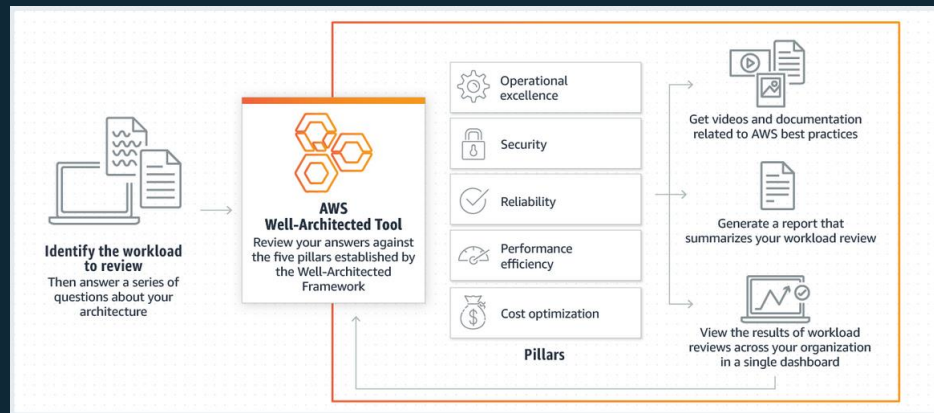 Identify the workload
to review
Then answer a series of
questions about your
architecture
AWS
Well-Architected Tool
Review your answers against
the five pillars established by
the Well-Architected
Framework
Operational
excellence
Security
Reliability
Performance
efficiency
Cost optimization
Pillars
Get videos and documentation
related to AWS best practices
Generate a report that
summarizes your workload review
View the results of workload
reviews across your organization
in a single dashboard